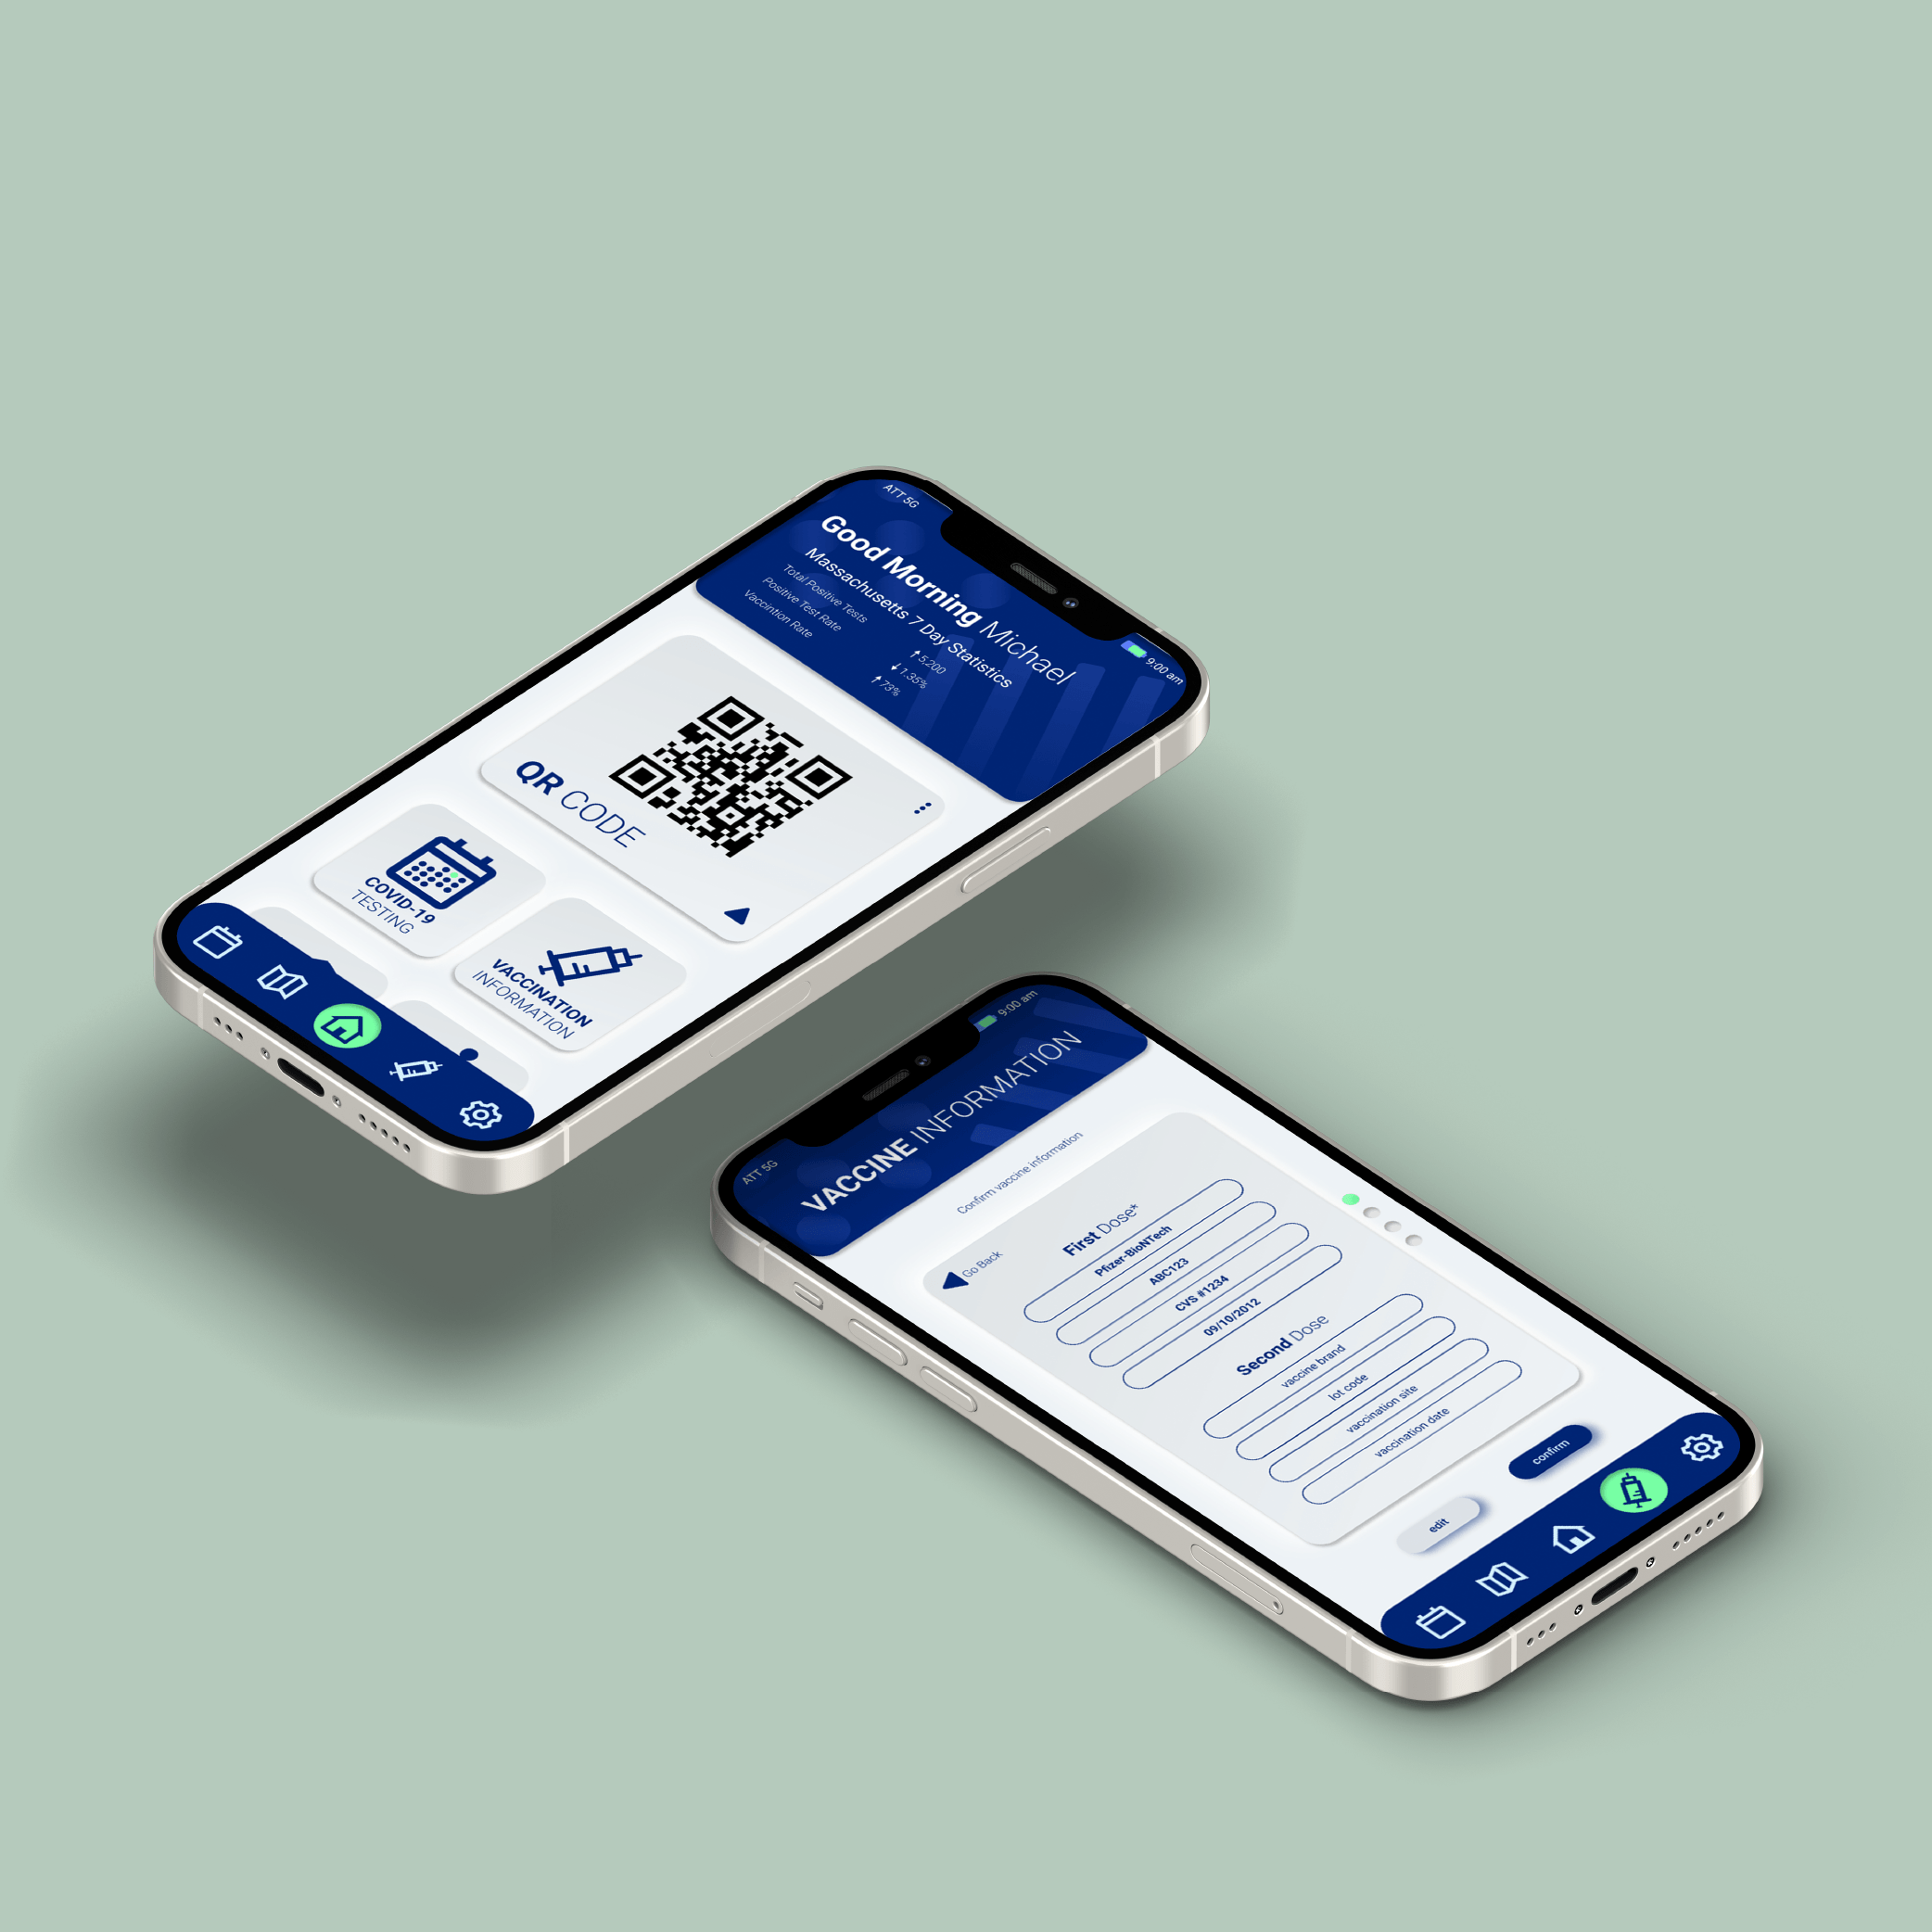 ATT 5G
9:00 am
Good Morning Michael
Massachusetts 7 Day Statistics
Total Positive Tests ↑ 5,200
Positive Test Rate ↓ 1.35%
Vaccintion Rate ↑ 73%
QR CODE
COVID-19
TESTING
VACCINATION
INFORMATION
ATT 5G
9:00 am
VACCINE INFORMATION
Confirm vaccine information
Go Back
First Dose*
Pfizer-BioNTech
ABC123
CVS #1234
09/10/2012
Second Dose
vaccine brand
lot code
vaccination site
vaccination date
edit
confirm